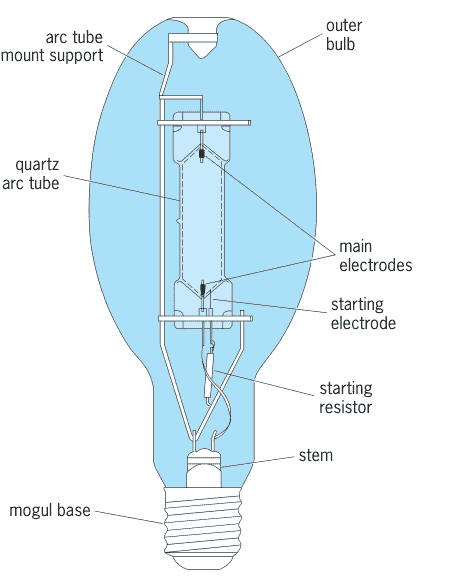 outer
bulb
arc tube
mount support
quartz
arc tube
main
electrodes
starting
electrode
starting
resistor
stem
mogul base